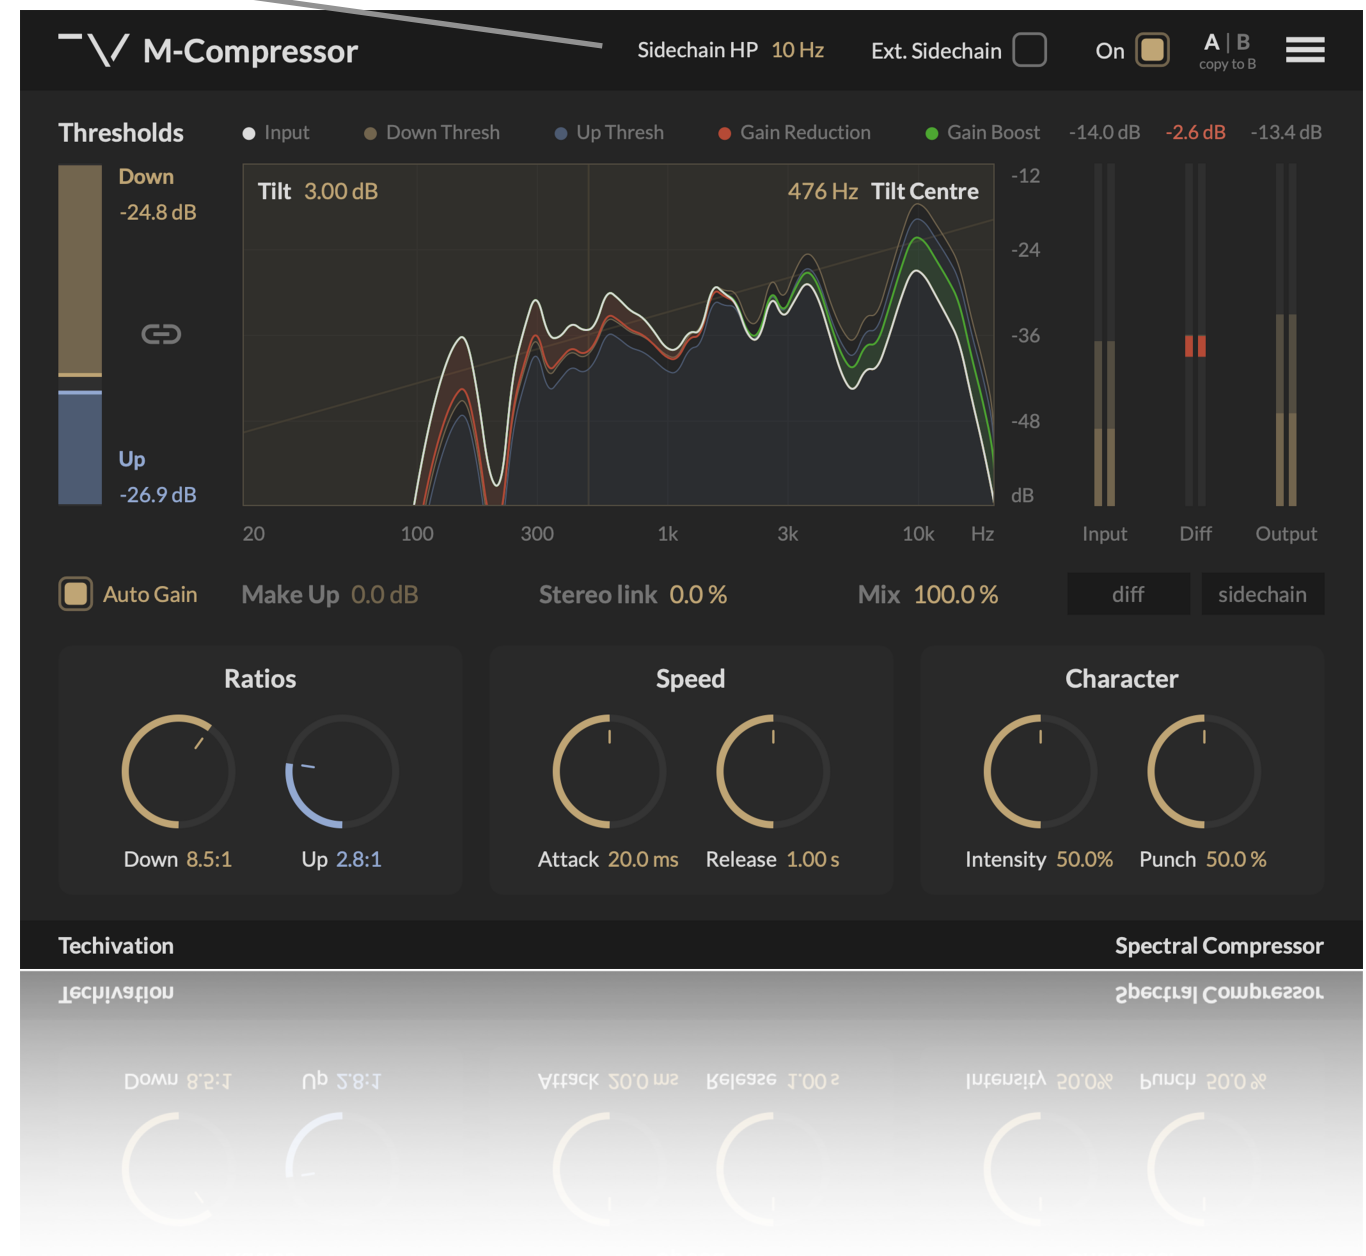 M-Compressor
Sidechain HP 10 Hz
Ext. Sidechain
On
A | B
copy to B
Thresholds
Input
Down Thresh
Up Thresh
Gain Reduction
Gain Boost
-14.0 dB
-2.6 dB
-13.4 dB
Down
-24.8 dB
Up
-26.9 dB
Tilt 3.00 dB
476 Hz Tilt Centre
-12
-24
-36
-48
dB
20
100
300
1k
3k
10k
Hz
Input
Diff
Output
Auto Gain
Make Up 0.0 dB
Stereo link 0.0 %
Mix 100.0 %
diff
sidechain
Ratios
Down 8.5:1
Up 2.8:1
Speed
Attack 20.0 ms
Release 1.00 s
Character
Intensity 50.0%
Punch 50.0 %
Techivation
Spectral Compressor